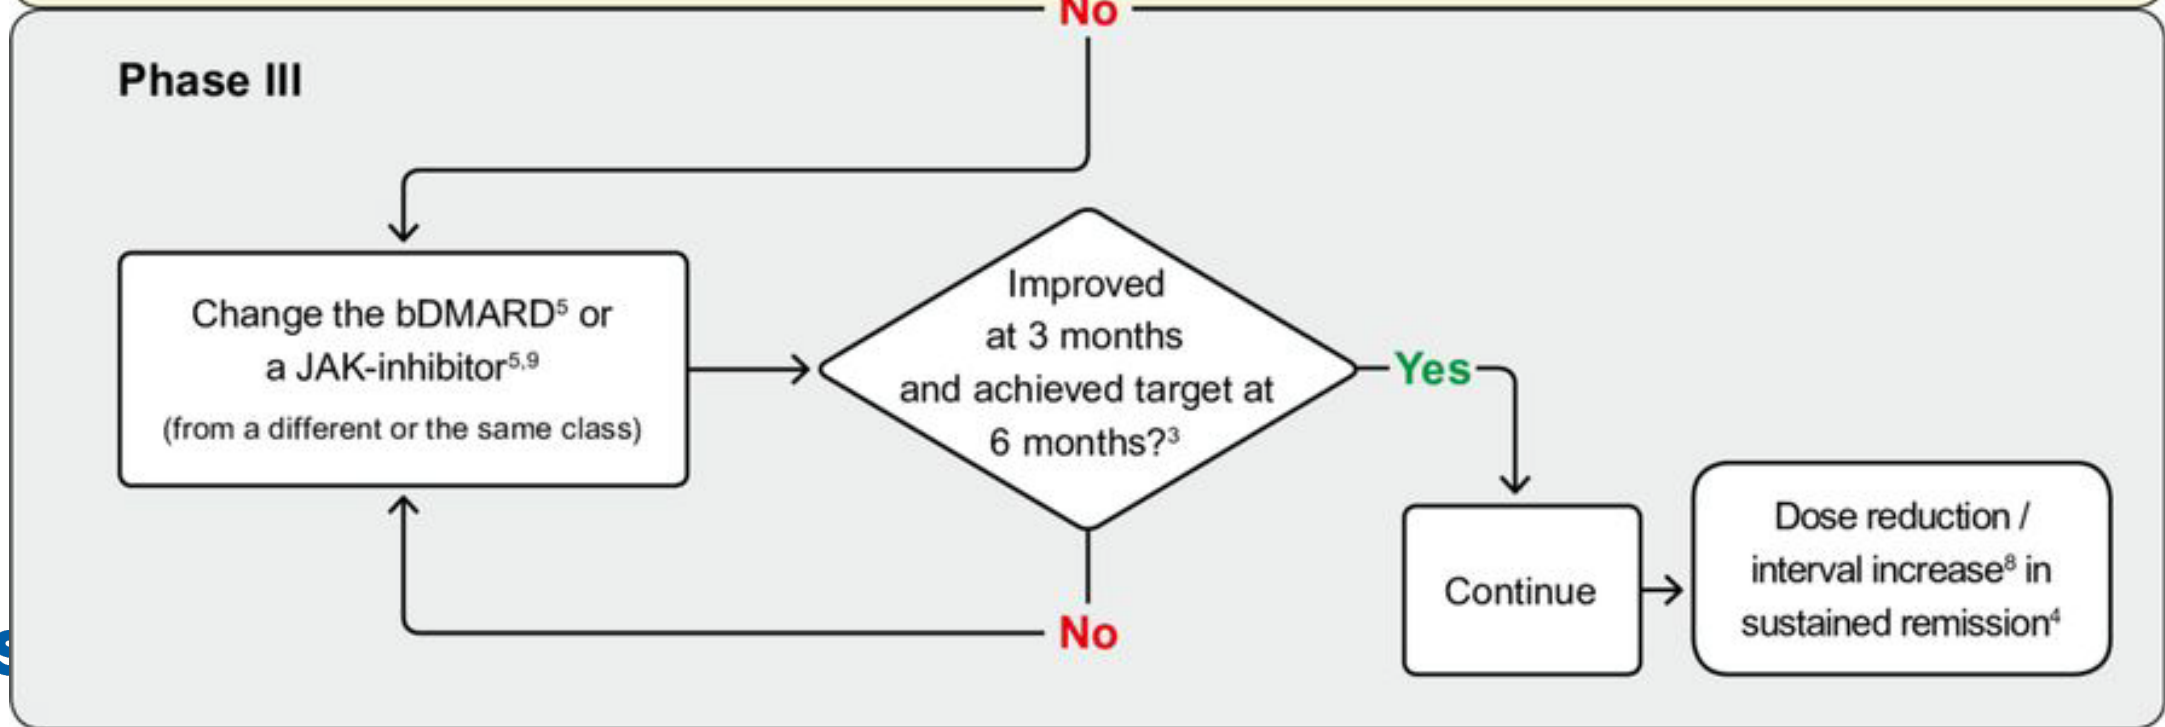 No
Phase III
Change the bDMARD⁵ or
a JAK-inhibitor⁵,⁹
(from a different or the same class)
Improved
at 3 months
and achieved target at
6 months?³
Yes
Continue
Dose reduction /
interval increase⁸ in
sustained remission⁴
No